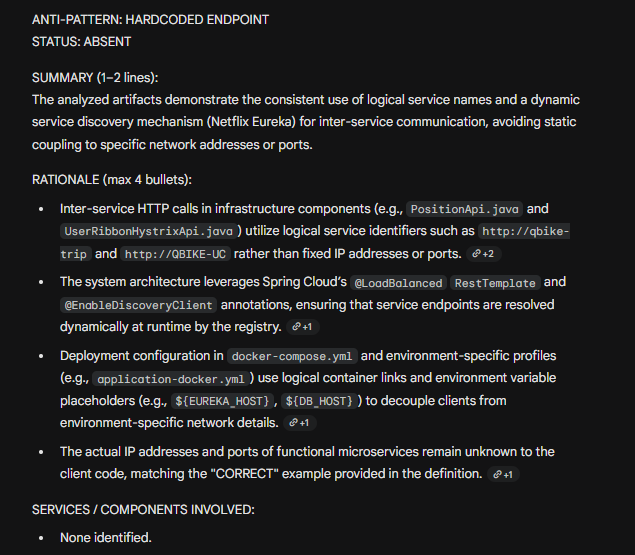 ANTI-PATTERN: HARDCODED ENDPOINT
STATUS: ABSENT
SUMMARY (1–2 lines):
The analyzed artifacts demonstrate the consistent use of logical service names and a dynamic
service discovery mechanism (Netflix Eureka) for inter-service communication, avoiding static
coupling to specific network addresses or ports.
RATIONALE (max 4 bullets):
• Inter-service HTTP calls in infrastructure components (e.g., PositionApi.java and
UserRibbonHystrixApi.java ) utilize logical service identifiers such as http://qbike-
trip and http://QBIKE-UC rather than fixed IP addresses or ports. +2
• The system architecture leverages Spring Cloud’s @LoadBalanced RestTemplate and
@EnableDiscoveryClient annotations, ensuring that service endpoints are resolved
dynamically at runtime by the registry. +1
• Deployment configuration in docker-compose.yml and environment-specific profiles
(e.g., application-docker.yml ) use logical container links and environment variable
placeholders (e.g., ${EUREKA_HOST} , ${DB_HOST} ) to decouple clients from
environment-specific network details. +1
• The actual IP addresses and ports of functional microservices remain unknown to the
client code, matching the "CORRECT" example provided in the definition. +1
SERVICES / COMPONENTS INVOLVED:
• None identified.